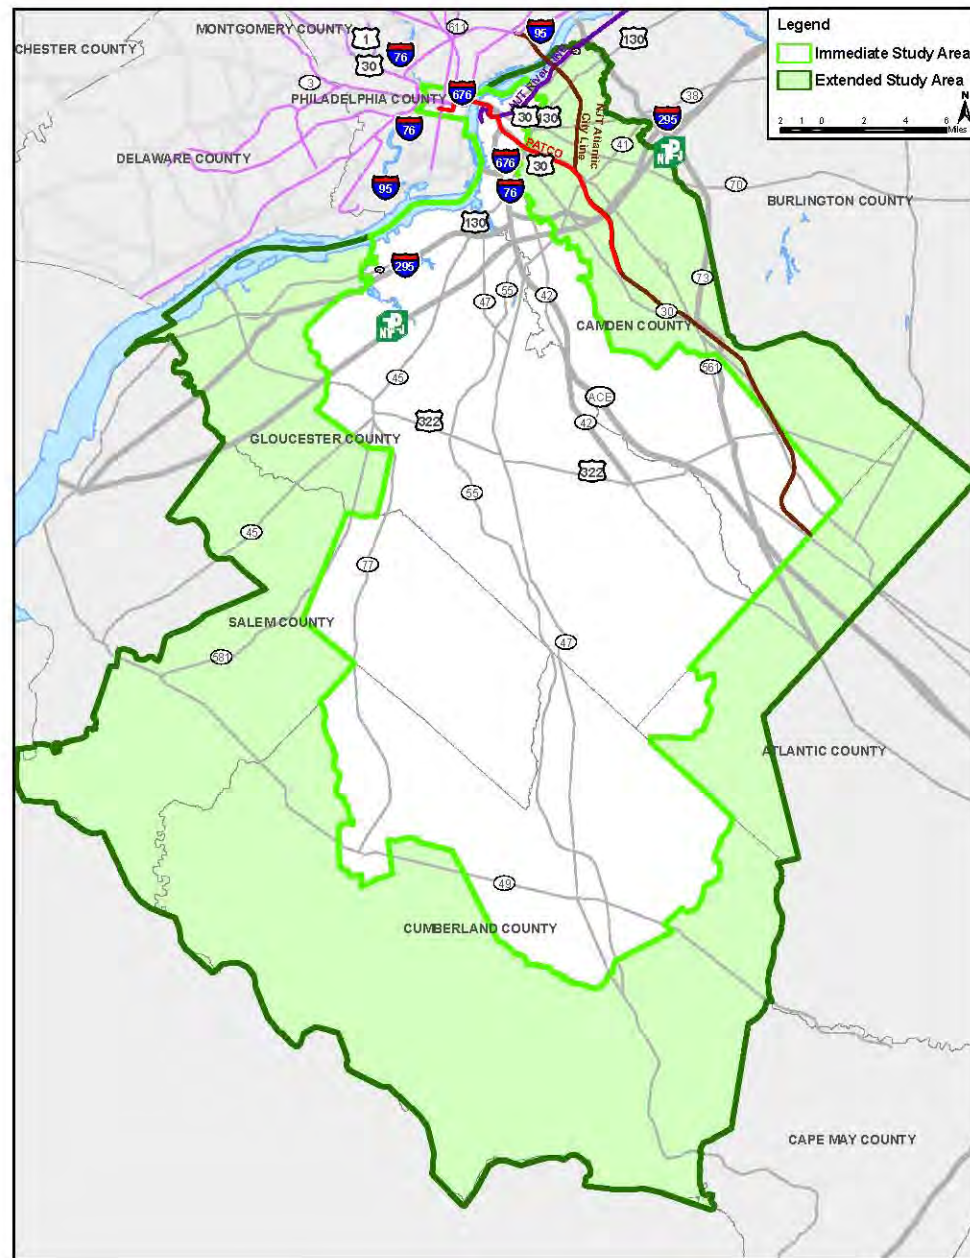 Legend
Immediate Study Area
Extended Study Area
N
2 1 0 2 4 6
Miles
MONTGOMERY COUNTY
CHESTER COUNTY
611
95
130
1
30
76
3
PHILADELPHIA COUNTY
676
NJT River Line
38
30 130
295
76
NJT Atlantic
City Line
41
PATCO
DELAWARE COUNTY
676
30
95
76
70
BURLINGTON COUNTY
130
295
73
47
55
42
30
CAMDEN COUNTY
561
45
ACE
322
42
GLOUCESTER COUNTY
322
55
45
77
SALEM COUNTY
47
581
ATLANTIC COUNTY
49
CUMBERLAND COUNTY
CAPE MAY COUNTY